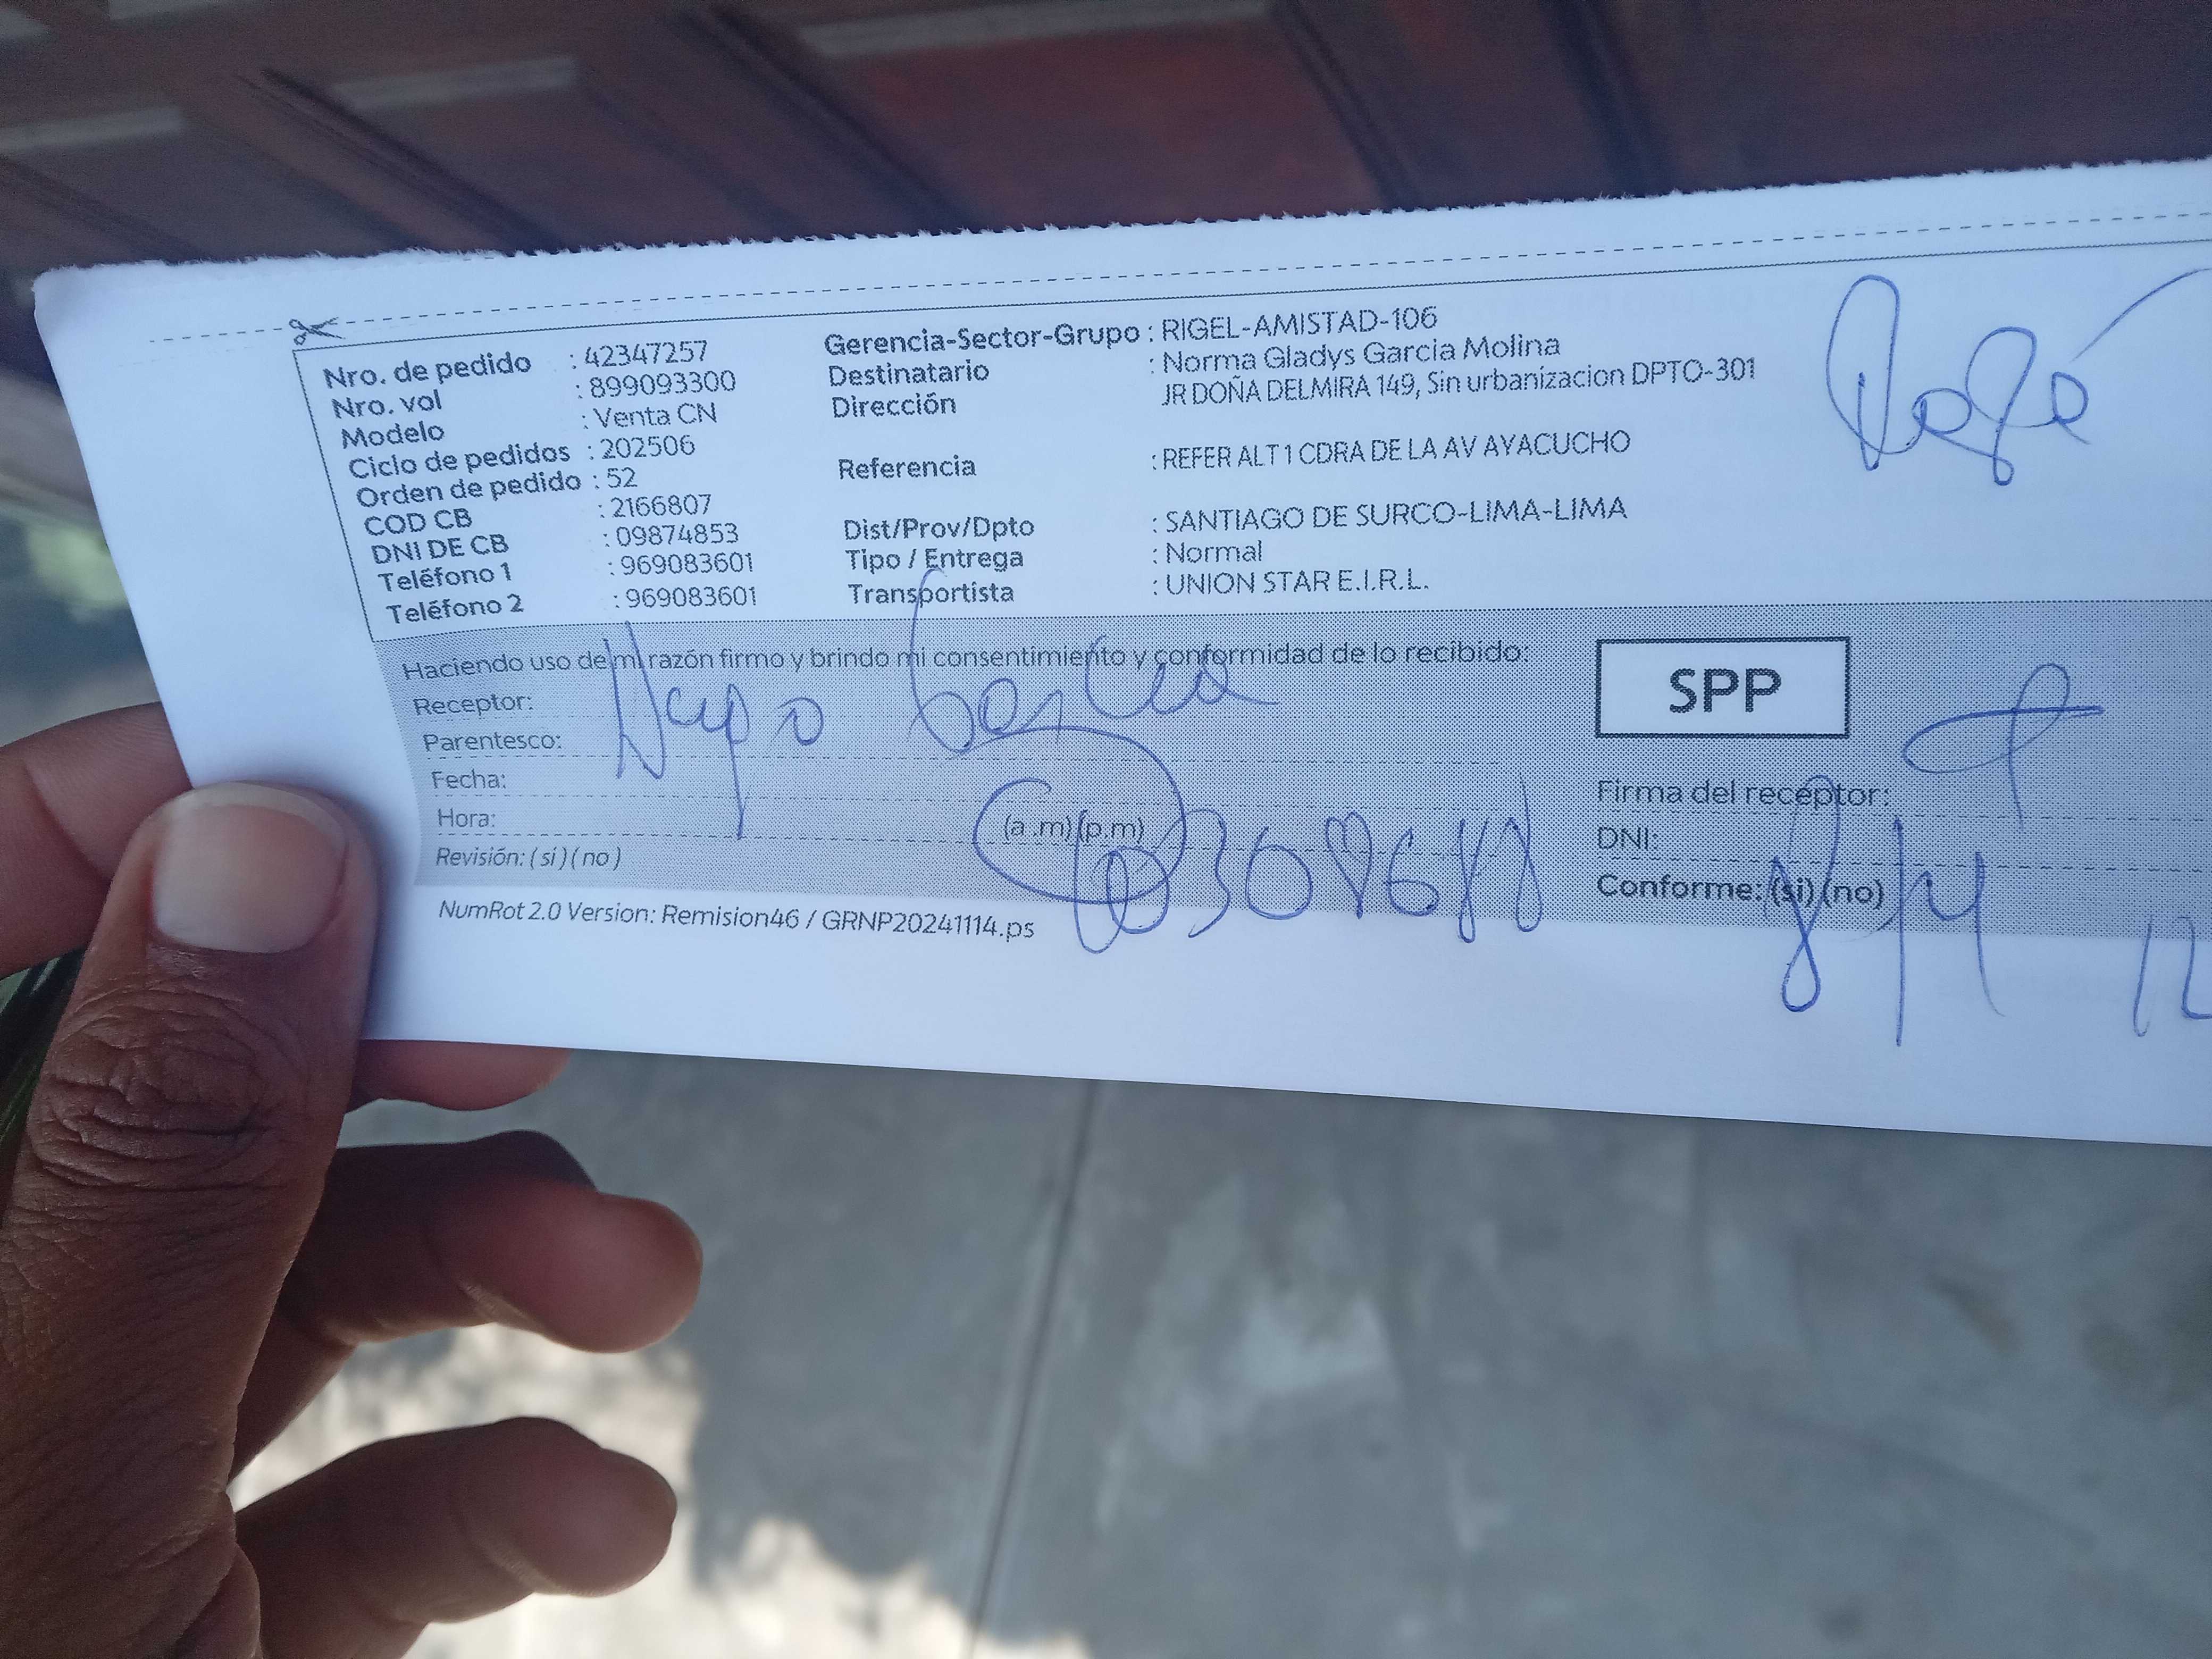 Nro. de pedido : 42347257
Nro. vol : 899093300
Modelo : Venta CN
Ciclo de pedidos : 202506
Orden de pedido : 52
COD CB : 2166807
DNI DE CB : 09874853
Teléfono 1 : 969083601
Teléfono 2 : 969083601
Gerencia-Sector-Grupo : RIGEL-AMISTAD-106
Destinatario : Norma Gladys Garcia Molina
Dirección : JR DOÑA DELMIRA 149, Sin urbanizacion DPTO-301
Referencia : REFER ALT 1 CDRA DE LA AV AYACUCHO
Dist/Prov/Dpto : SANTIAGO DE SURCO-LIMA-LIMA
Tipo / Entrega : Normal
Transportista : UNION STAR E.I.R.L.
Haciendo uso de mi razón firmo y brindo mi consentimiento y conformidad de lo recibido:
Receptor:
Parentesco:
Fecha:
Hora: (a .m) (p.m)
Revisión: ( si ) ( no )
SPP
Firma del receptor:
DNI:
Conforme: (si) (no)
NumRot 2.0 Version: Remision46 / GRNP20241114.ps